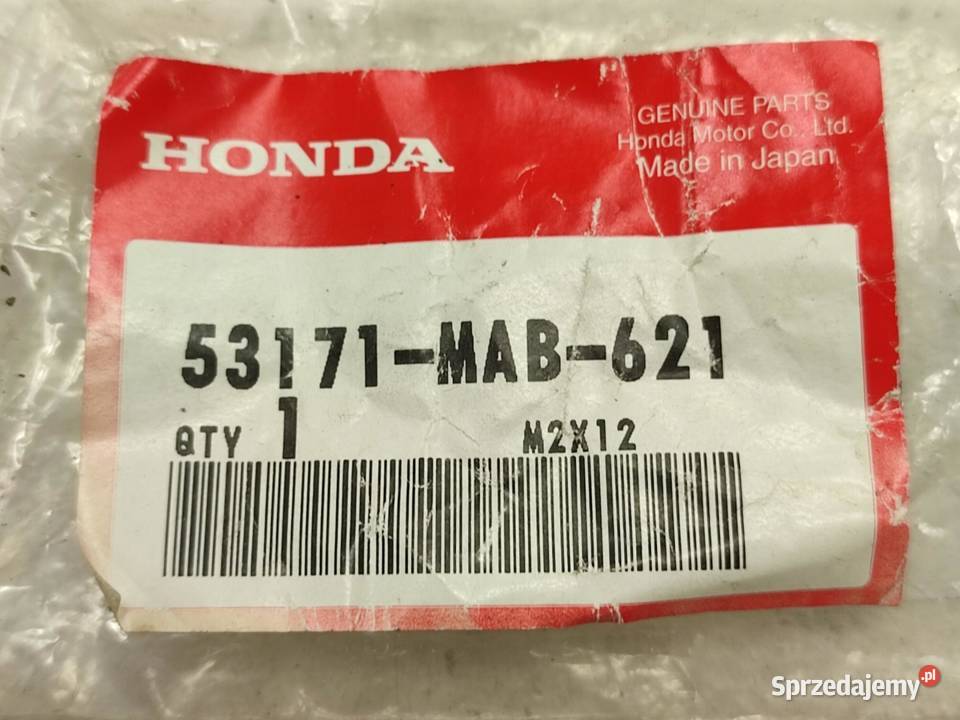 HONDA
GENUINE PARTS
Honda Motor Co., Ltd.
Made in Japan
53171-MAB-621
QTY 1 M2X12
Sprzedajemy.pl